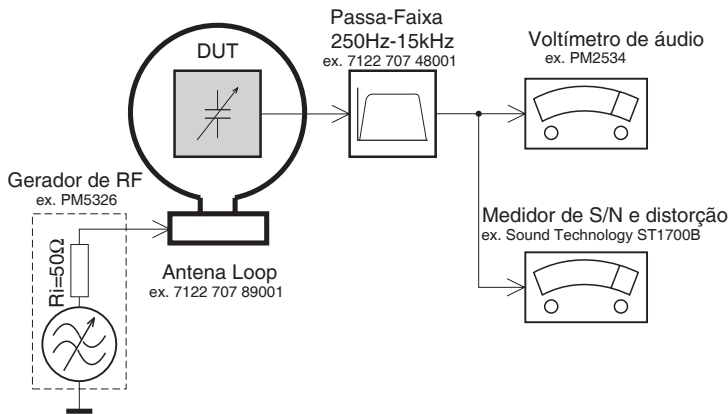 Passa-Faixa
250Hz-15kHz
ex. 7122 707 48001
DUT
Voltímetro de áudio
ex. PM2534
Gerador de RF
ex. PM5326
Ri=50Ω
Antena Loop
ex. 7122 707 89001
Medidor de S/N e distorção
ex. Sound Technology ST1700B